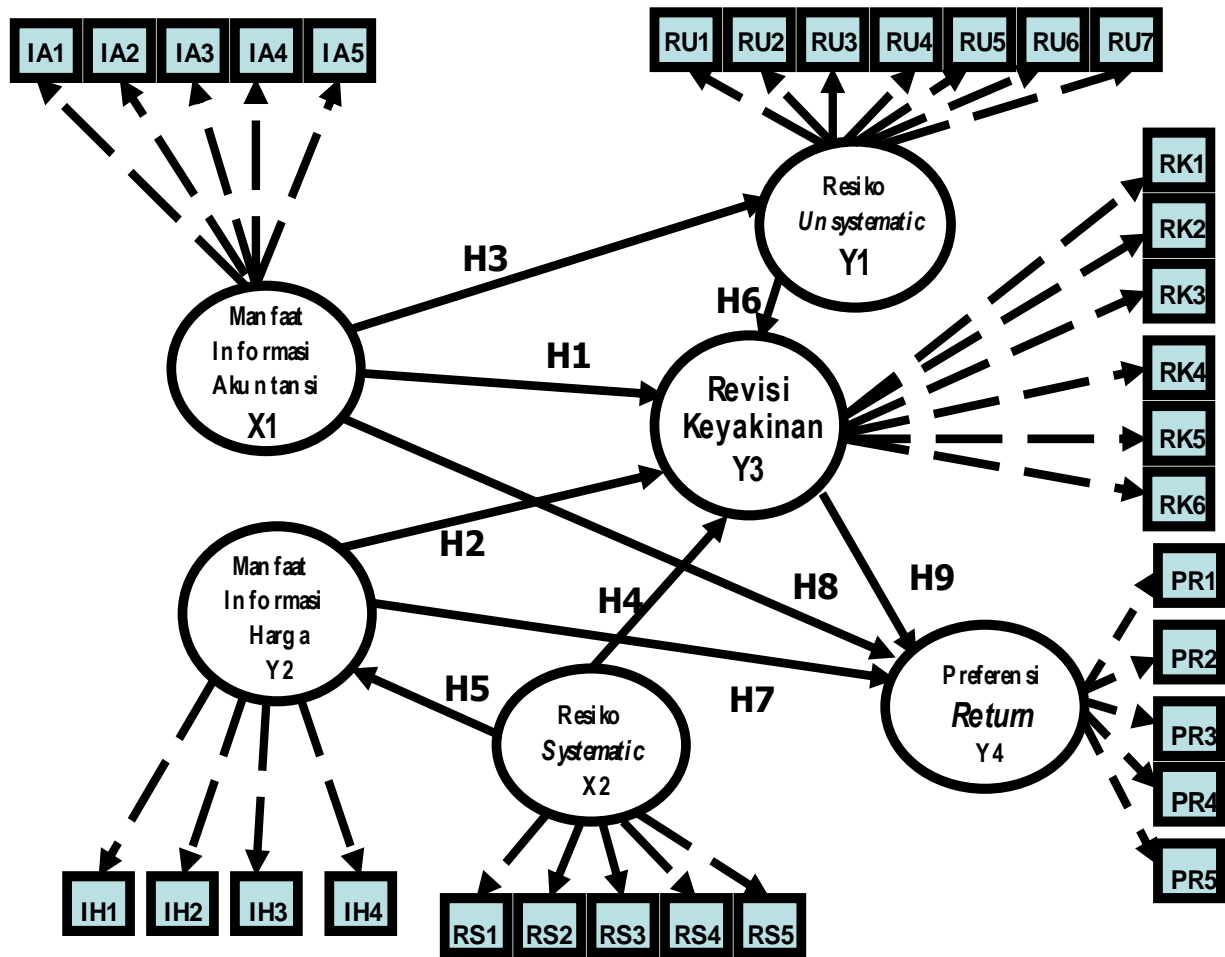 IA1 IA2 IA3 IA4 IA5
RU1 RU2 RU3 RU4 RU5 RU6 RU7
RK1
RK2
RK3
RK4
RK5
RK6
Resiko
Unsystematic
Y1
H3
H6
H1
Manfaat
Informasi
Akuntansi
X1
Revisi
Keyakinan
Y3
H2
H4
H8
H9
Manfaat
Informasi
Harga
Y2
H5
H7
Resiko
Systematic
X2
Preferensi
Return
Y4
PR1
PR2
PR3
PR4
PR5
IH1 IH2 IH3 IH4
RS1 RS2 RS3 RS4 RS5